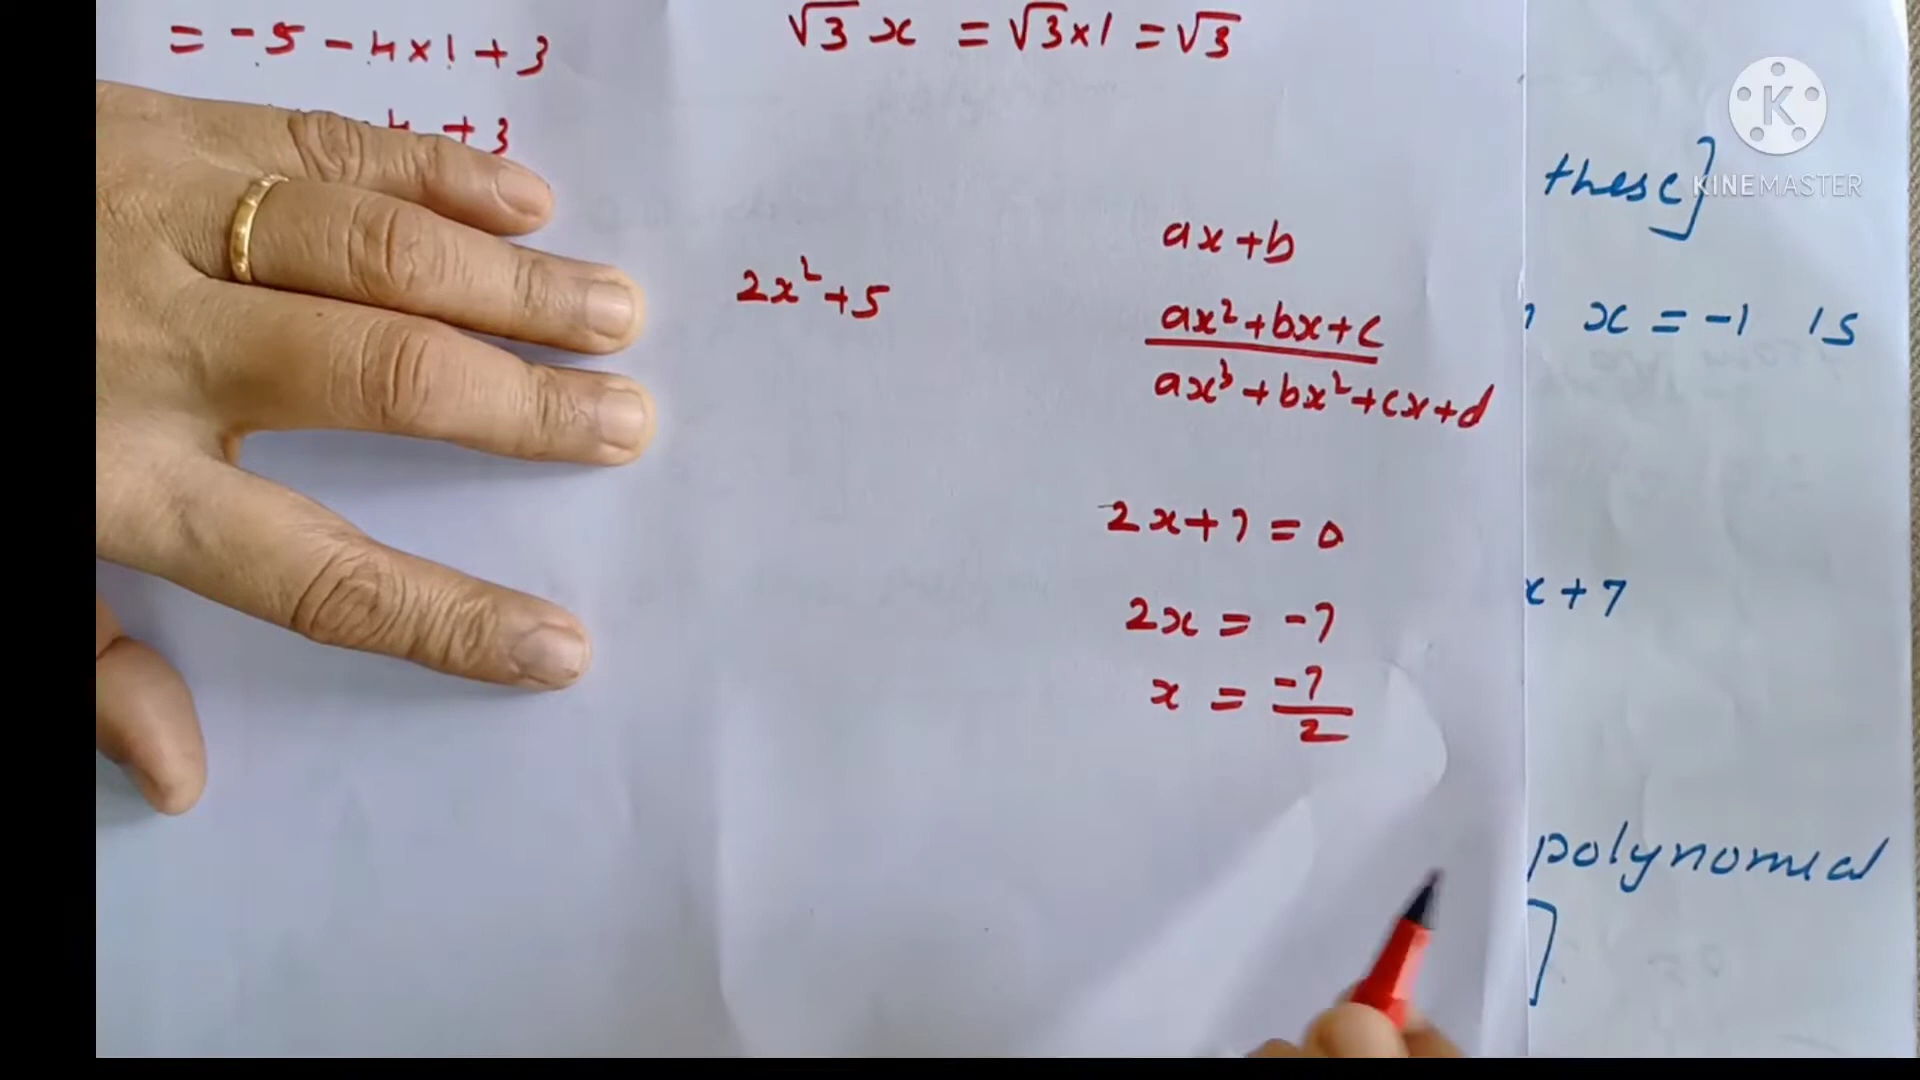 = -5 - 4 × 1 + 3
4 + 3
√3 x = √3 × 1 = √3
2x² + 5
ax + b
ax² + bx + c
ax³ + bx² + cx + d
2x + 7 = 0
2x = -7
x = -7/2
these]
x = -1 is
x + 7
polynomial
]
KINEMASTER